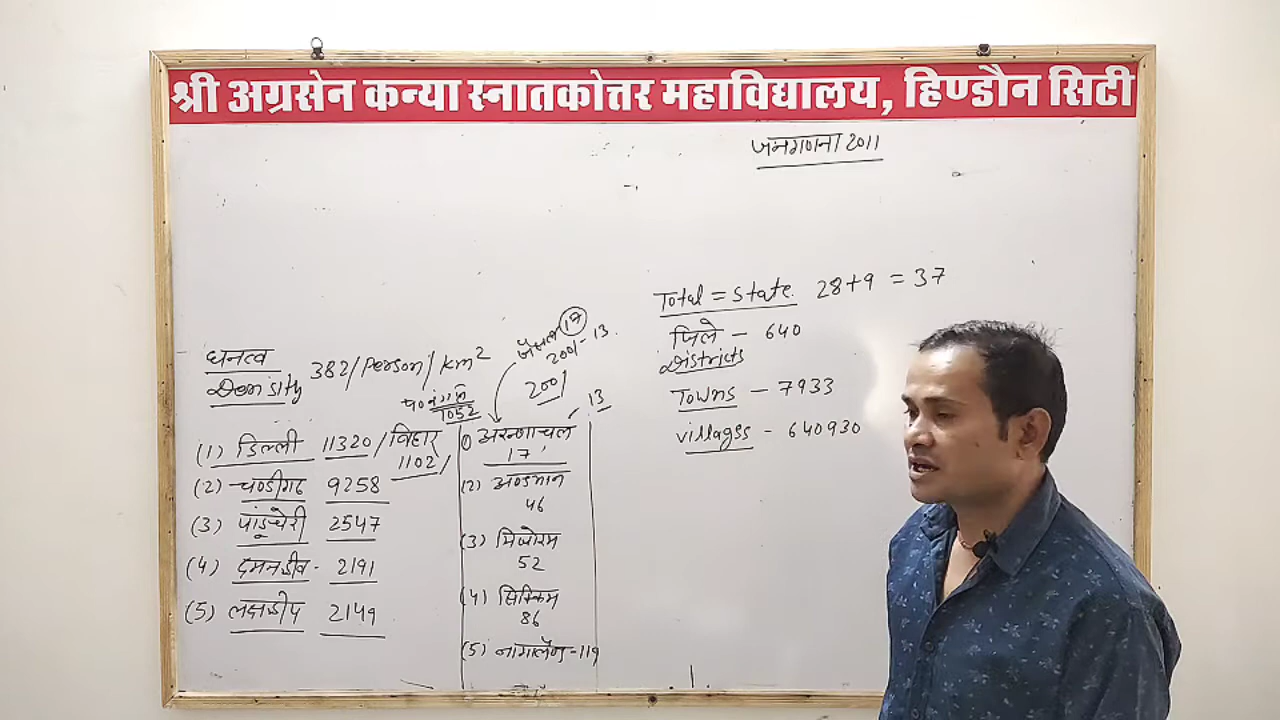 श्री अग्रसेन कन्या स्नातकोत्तर महाविद्यालय, हिण्डौन सिटी
जनगणना 2011
Total = state. 28+9 = 37
जिले - 640
Districts
Towns - 7933
villages - 640930
घनत्व
Density 382/Person/km²
(1) दिल्ली 11320/बिहार
1102/
1052
(2) चण्डीगढ 9258
(3) पांडूचेरी 2547
(4) दमनडीव - 2191
(5) लक्षद्वीप 2149
17
2001-13.
2001
13
(1) अरूणाचल
17
(2) अण्डमान
46
(3) मिजोरम
52
(4) सिक्किम
86
(5) नागालैण्ड-119